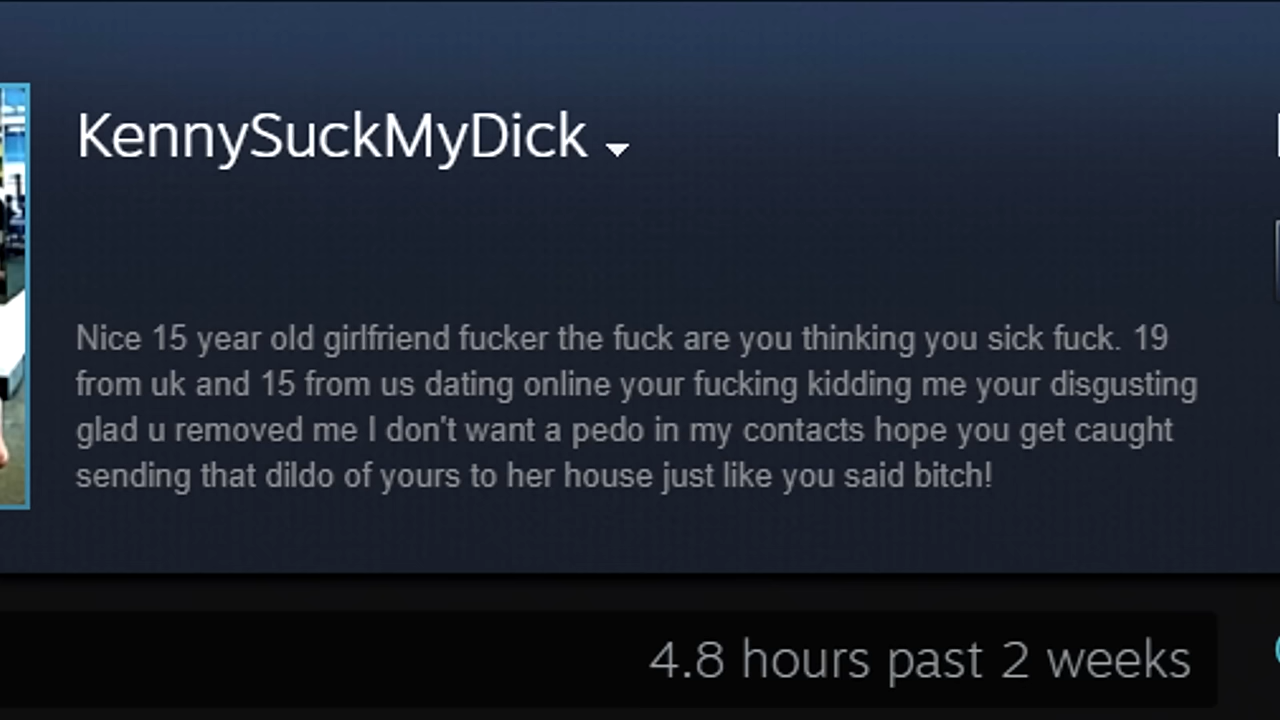 KennySuckMyDick
Nice 15 year old girlfriend fucker the fuck are you thinking you sick fuck. 19
from uk and 15 from us dating online your fucking kidding me your disgusting
glad u removed me I don't want a pedo in my contacts hope you get caught
sending that dildo of yours to her house just like you said bitch!
4.8 hours past 2 weeks